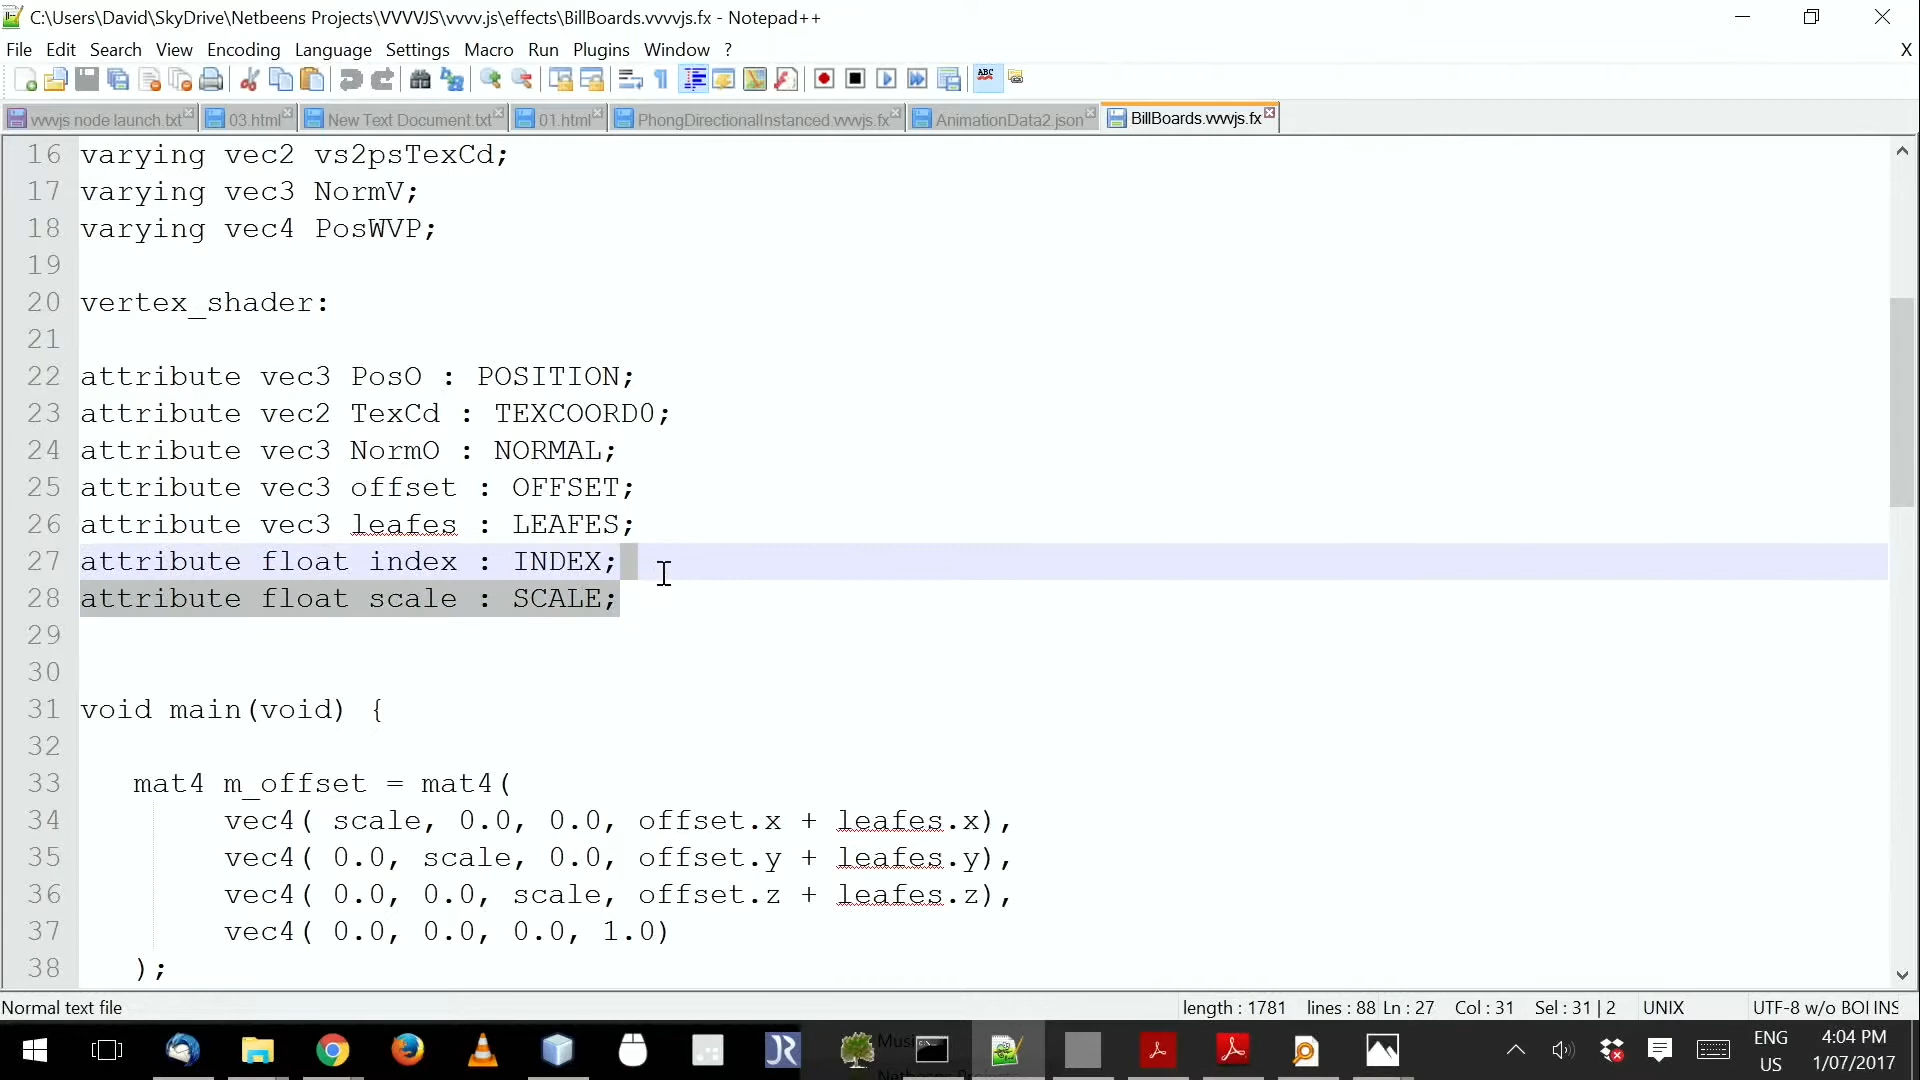 C:\Users\David\SkyDrive\Netbeens Projects\VVVVJS\vvvv.js\effects\BillBoards.vvvvjs.fx - Notepad++
File Edit Search View Encoding Language Settings Macro Run Plugins Window ? X
ABC
vvvvjs node launch.txt 03.html New Text Document.txt 01.html PhongDirectionalInstanced.vvvvjs.fx AnimationData2.json BillBoards.vvvvjs.fx
16 varying vec2 vs2psTexCd;
17 varying vec3 NormV;
18 varying vec4 PosWVP;
19
20 vertex_shader:
21
22 attribute vec3 PosO : POSITION;
23 attribute vec2 TexCd : TEXCOORD0;
24 attribute vec3 NormO : NORMAL;
25 attribute vec3 offset : OFFSET;
26 attribute vec3 leafes : LEAFES;
27 attribute float index : INDEX;
28 attribute float scale : SCALE;
29
30
31 void main(void) {
32
33 mat4 m_offset = mat4(
34 vec4( scale, 0.0, 0.0, offset.x + leafes.x),
35 vec4( 0.0, scale, 0.0, offset.y + leafes.y),
36 vec4( 0.0, 0.0, scale, offset.z + leafes.z),
37 vec4( 0.0, 0.0, 0.0, 1.0)
38 );
Normal text file length : 1781 lines : 88 Ln : 27 Col : 31 Sel : 31 | 2 UNIX UTF-8 w/o BOI INS
ENG 4:04 PM
US 1/07/2017